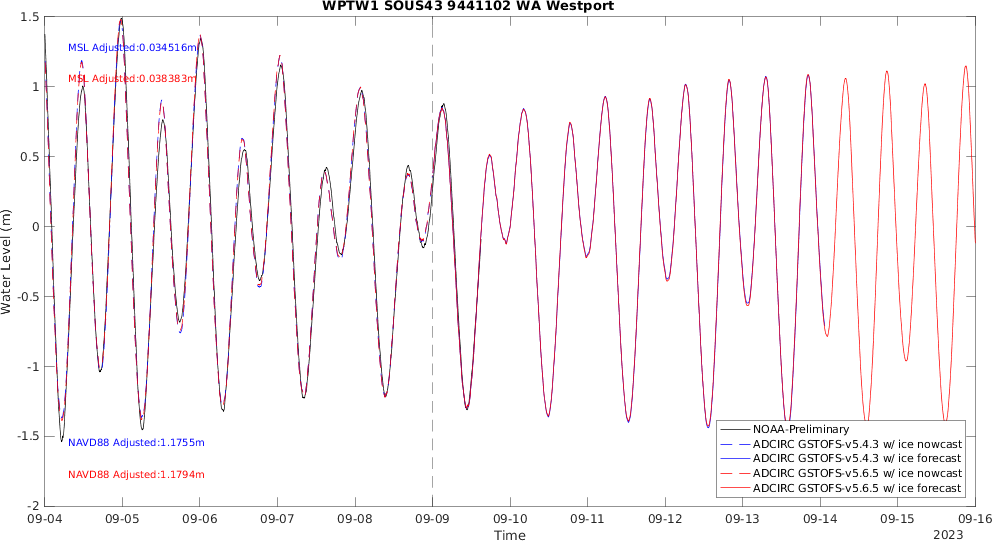 WPTW1 SOUS43 9441102 WA Westport
1.5
1
0.5
0
-0.5
-1
-1.5
-2
Water Level (m)
MSL Adjusted:0.034516m
MSL Adjusted:0.038383m
NAVD88 Adjusted:1.1755m
NAVD88 Adjusted:1.1794m
NOAA-Preliminary
ADCIRC GSTOFS-v5.4.3 w/ ice nowcast
ADCIRC GSTOFS-v5.4.3 w/ ice forecast
ADCIRC GSTOFS-v5.6.5 w/ ice nowcast
ADCIRC GSTOFS-v5.6.5 w/ ice forecast
09-04 09-05 09-06 09-07 09-08 09-09 09-10 09-11 09-12 09-13 09-14 09-15 09-16
Time
2023